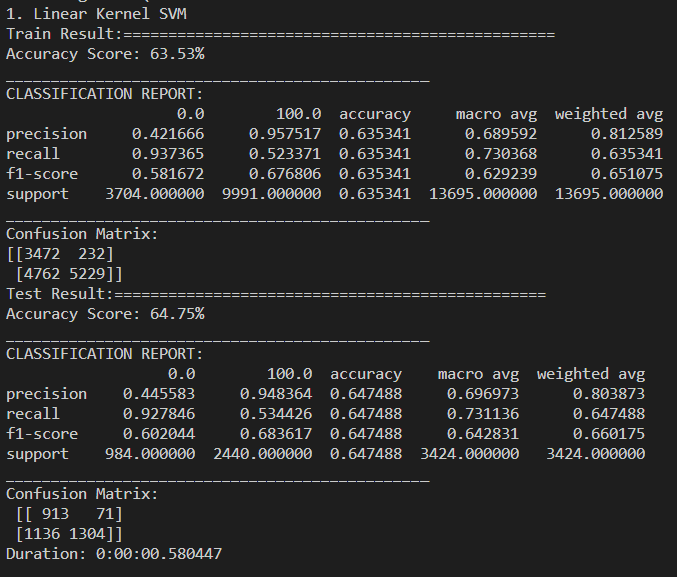 1. Linear Kernel SVM
Train Result:================================================
Accuracy Score: 63.53%
_______________________________________________
CLASSIFICATION REPORT:
0.0 100.0 accuracy macro avg weighted avg
precision 0.421666 0.957517 0.635341 0.689592 0.812589
recall 0.937365 0.523371 0.635341 0.730368 0.635341
f1-score 0.581672 0.676806 0.635341 0.629239 0.651075
support 3704.000000 9991.000000 0.635341 13695.000000 13695.000000
_______________________________________________
Confusion Matrix:
[[3472 232]
[4762 5229]]
Test Result:================================================
Accuracy Score: 64.75%
_______________________________________________
CLASSIFICATION REPORT:
0.0 100.0 accuracy macro avg weighted avg
precision 0.445583 0.948364 0.647488 0.696973 0.803873
recall 0.927846 0.534426 0.647488 0.731136 0.647488
f1-score 0.602044 0.683617 0.647488 0.642831 0.660175
support 984.000000 2440.000000 0.647488 3424.000000 3424.000000
_______________________________________________
Confusion Matrix:
[[ 913 71]
[1136 1304]]
Duration: 0:00:00.580447